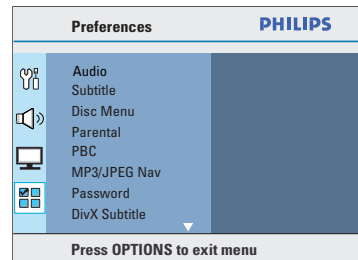 Preferences
PHILIPS
Audio
Subtitle
Disc Menu
Parental
PBC
MP3/JPEG Nav
Password
DivX Subtitle
Press OPTIONS to exit menu